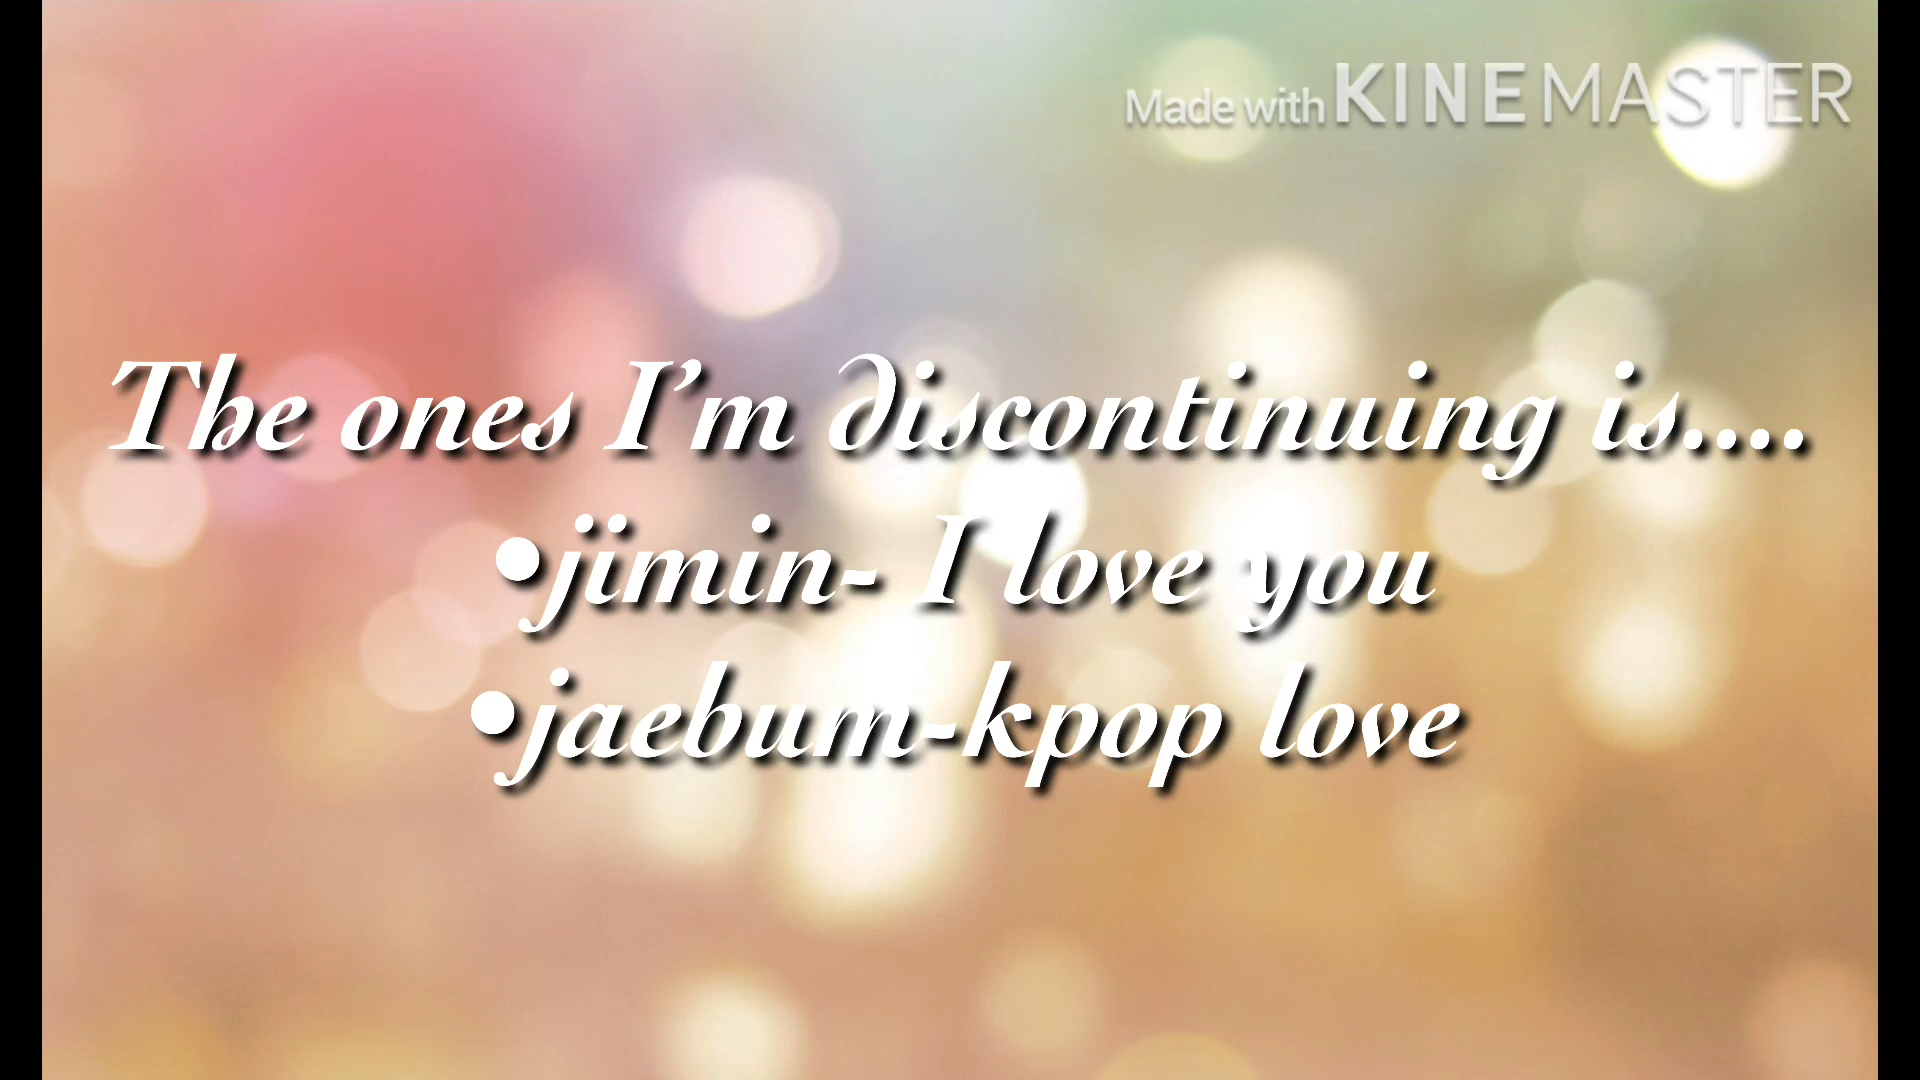 Made with KINEMASTER
The ones I'm discontinuing is....
•jimin- I love you
•jaebum-kpop love